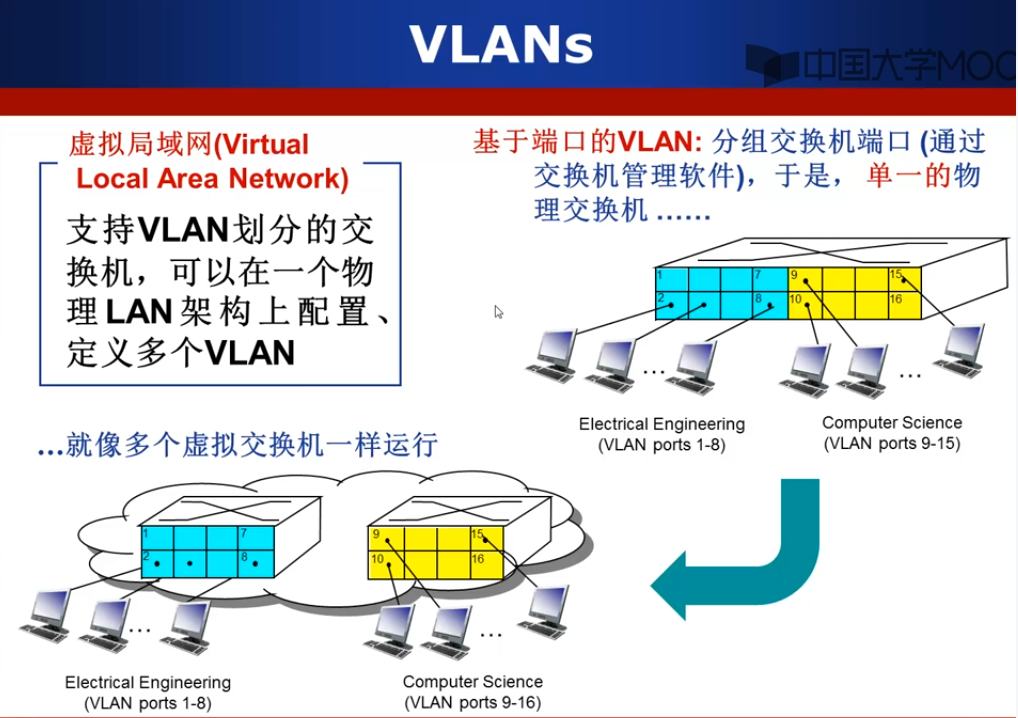 VLANs
中国大学MOC
虚拟局域网(Virtual
Local Area Network)
支持VLAN划分的交
换机，可以在一个物
理LAN架构上配置、
定义多个VLAN
基于端口的VLAN: 分组交换机端口 (通过
交换机管理软件)，于是， 单一的物
理交换机 ……
1 7 9 15
2 8 10 16
...
...
Electrical Engineering
(VLAN ports 1-8)
Computer Science
(VLAN ports 9-15)
…就像多个虚拟交换机一样运行
1 7
2 8
9 15
10 16
...
...
Electrical Engineering
(VLAN ports 1-8)
Computer Science
(VLAN ports 9-16)